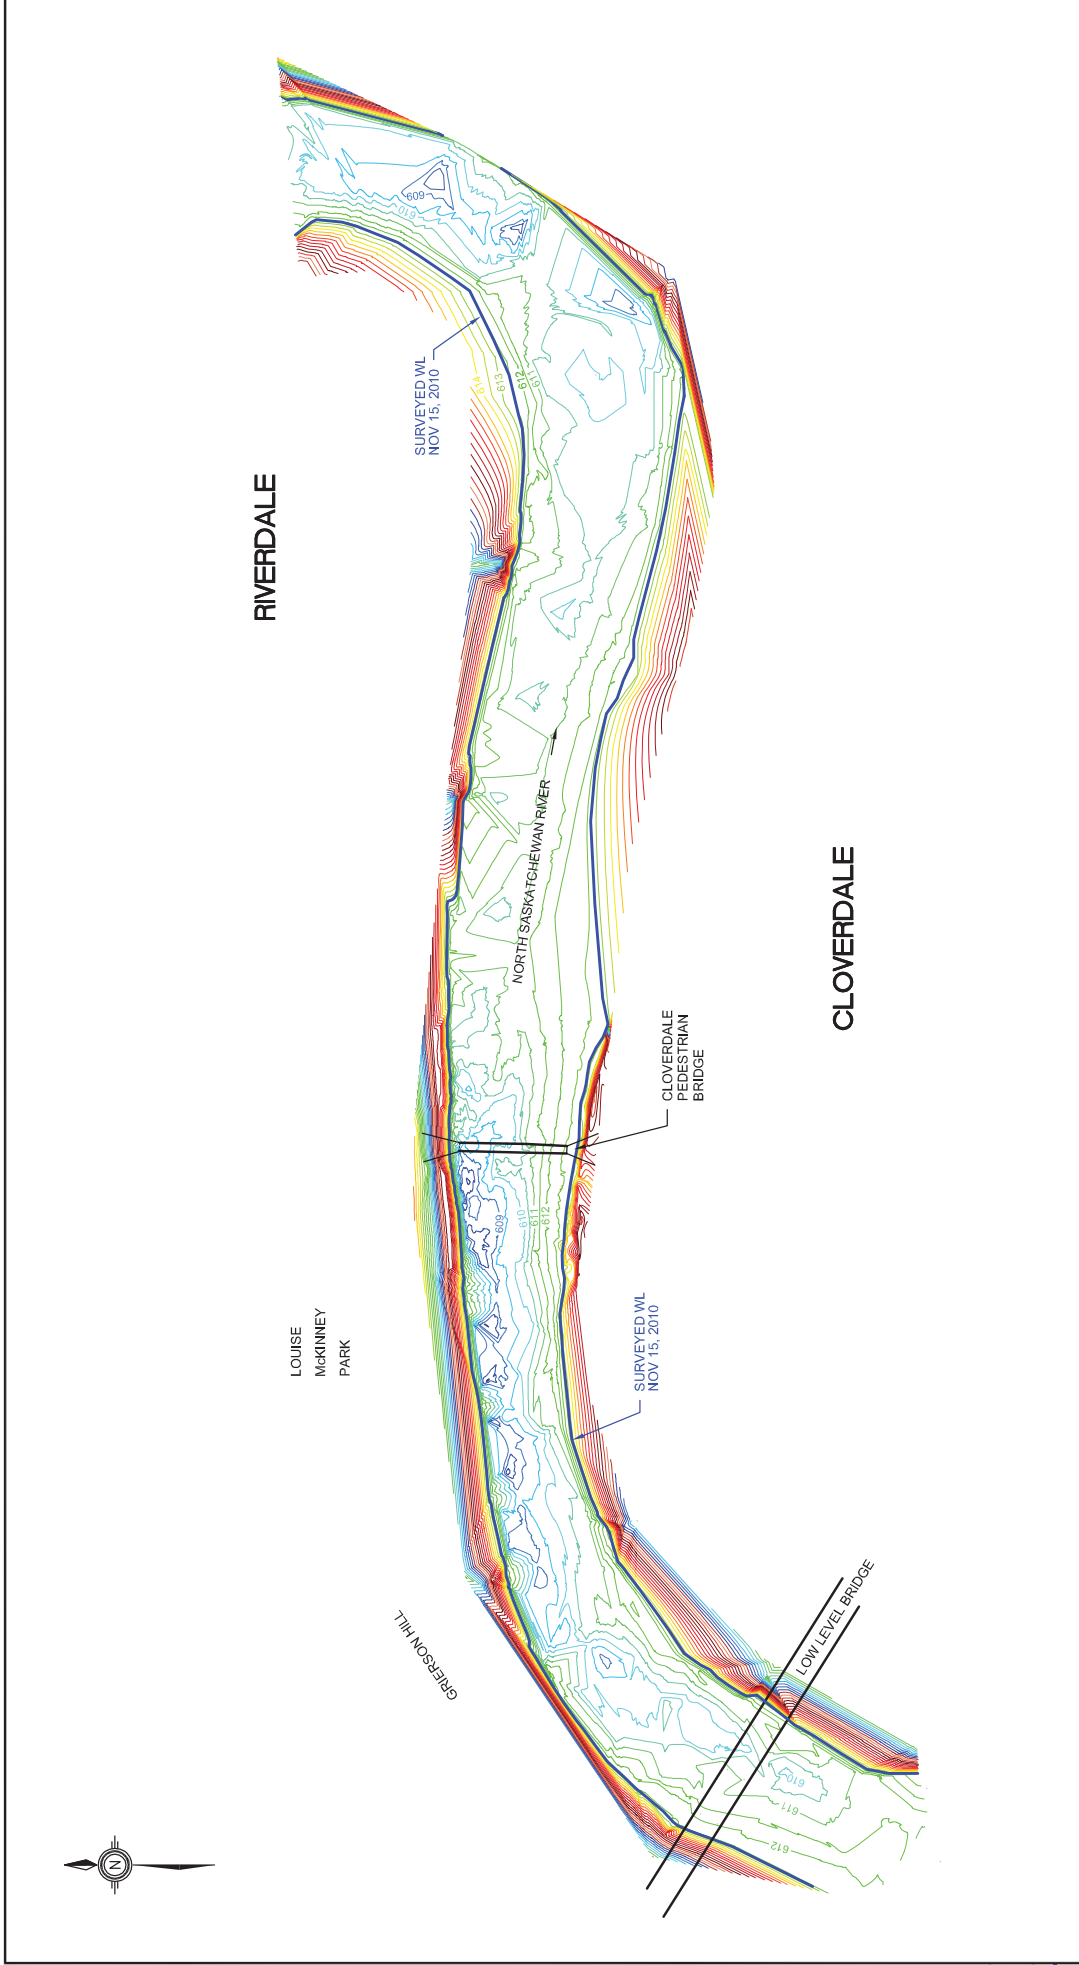 RIVERDALE
SURVEYED WL
NOV 15, 2010
609
610
614
613
612
611
NORTH SASKATCHEWAN RIVER
CLOVERDALE
CLOVERDALE
PEDESTRIAN
BRIDGE
609
610
611
612
LOUISE
McKINNEY
PARK
SURVEYED WL
NOV 15, 2010
GRIERSON HILL
LOW LEVEL BRIDGE
610
611
612
N